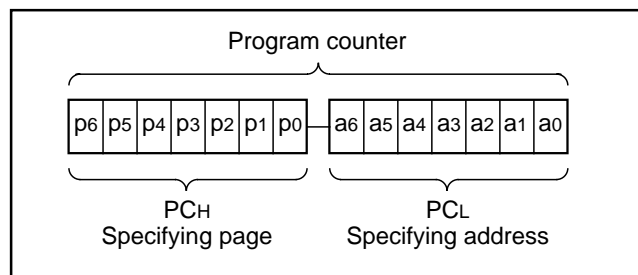 Program counter
p6 p5 p4 p3 p2 p1 p0 a6 a5 a4 a3 a2 a1 a0
PCH PCL
Specifying page Specifying address